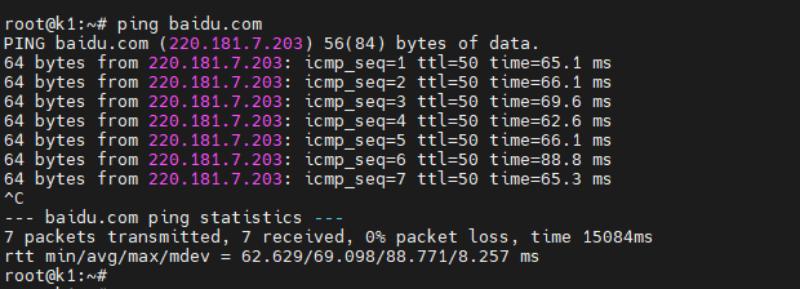 root@k1:~# ping baidu.com
PING baidu.com (220.181.7.203) 56(84) bytes of data.
64 bytes from 220.181.7.203: icmp_seq=1 ttl=50 time=65.1 ms
64 bytes from 220.181.7.203: icmp_seq=2 ttl=50 time=66.1 ms
64 bytes from 220.181.7.203: icmp_seq=3 ttl=50 time=69.6 ms
64 bytes from 220.181.7.203: icmp_seq=4 ttl=50 time=62.6 ms
64 bytes from 220.181.7.203: icmp_seq=5 ttl=50 time=66.1 ms
64 bytes from 220.181.7.203: icmp_seq=6 ttl=50 time=88.8 ms
64 bytes from 220.181.7.203: icmp_seq=7 ttl=50 time=65.3 ms
^C
--- baidu.com ping statistics ---
7 packets transmitted, 7 received, 0% packet loss, time 15084ms
rtt min/avg/max/mdev = 62.629/69.098/88.771/8.257 ms
root@k1:~#